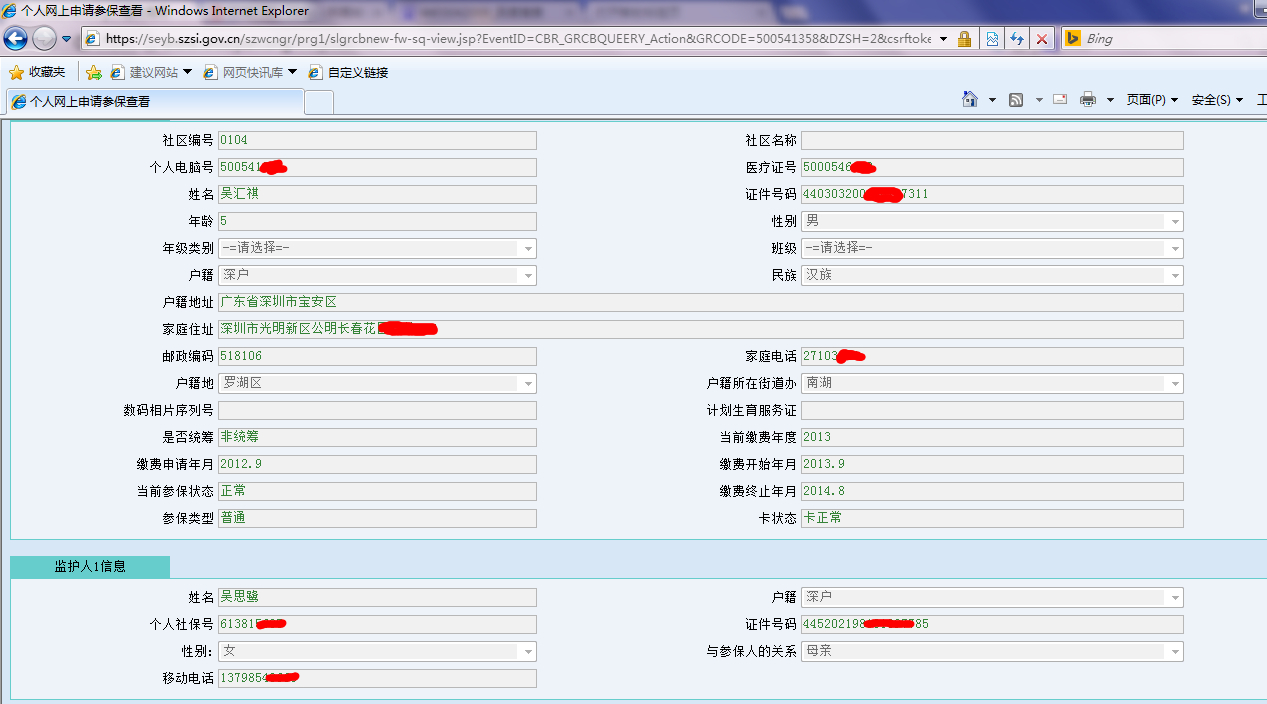 个人网上申请参保查看 - Windows Internet Explorer
https://seyb.szsi.gov.cn/szwcngr/prg1/slgrcbnew-fw-sq-view.jsp?EventID=CBR_GRCBQUEERY_Action&GRCODE=500541358&DZSH=2&csrftoke Bing
收藏夹 建议网站 网页快讯库 自定义链接
个人网上申请参保查看 页面(P) 安全(S)
社区编号 0104 社区名称
个人电脑号 500541 医疗证号 5000546
姓名 吴汇祺 证件号码 440303200 7311
年龄 5 性别 男
年级类别 -=请选择=- 班级 -=请选择=-
户籍 深户 民族 汉族
户籍地址 广东省深圳市宝安区
家庭住址 深圳市光明新区公明长春花
邮政编码 518106 家庭电话 27103
户籍地 罗湖区 户籍所在街道办 南湖
数码相片序列号 计划生育服务证
是否统筹 非统筹 当前缴费年度 2013
缴费申请年月 2012.9 缴费开始年月 2013.9
当前参保状态 正常 缴费终止年月 2014.8
参保类型 普通 卡状态 卡正常
监护人1信息
姓名 吴思骘 户籍 深户
个人社保号 61381 证件号码 445202198 585
性别: 女 与参保人的关系 母亲
移动电话 1379854